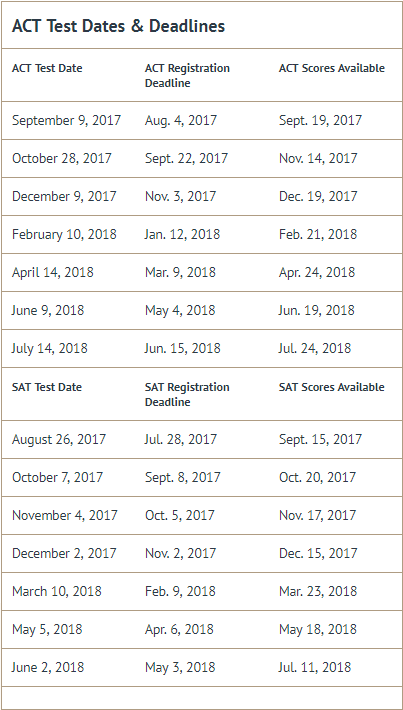 ACT Test Dates & Deadlines
ACT Test Date ACT Registration Deadline ACT Scores Available
September 9, 2017 Aug. 4, 2017 Sept. 19, 2017
October 28, 2017 Sept. 22, 2017 Nov. 14, 2017
December 9, 2017 Nov. 3, 2017 Dec. 19, 2017
February 10, 2018 Jan. 12, 2018 Feb. 21, 2018
April 14, 2018 Mar. 9, 2018 Apr. 24, 2018
June 9, 2018 May 4, 2018 Jun. 19, 2018
July 14, 2018 Jun. 15, 2018 Jul. 24, 2018
SAT Test Date SAT Registration Deadline SAT Scores Available
August 26, 2017 Jul. 28, 2017 Sept. 15, 2017
October 7, 2017 Sept. 8, 2017 Oct. 20, 2017
November 4, 2017 Oct. 5, 2017 Nov. 17, 2017
December 2, 2017 Nov. 2, 2017 Dec. 15, 2017
March 10, 2018 Feb. 9, 2018 Mar. 23, 2018
May 5, 2018 Apr. 6, 2018 May 18, 2018
June 2, 2018 May 3, 2018 Jul. 11, 2018